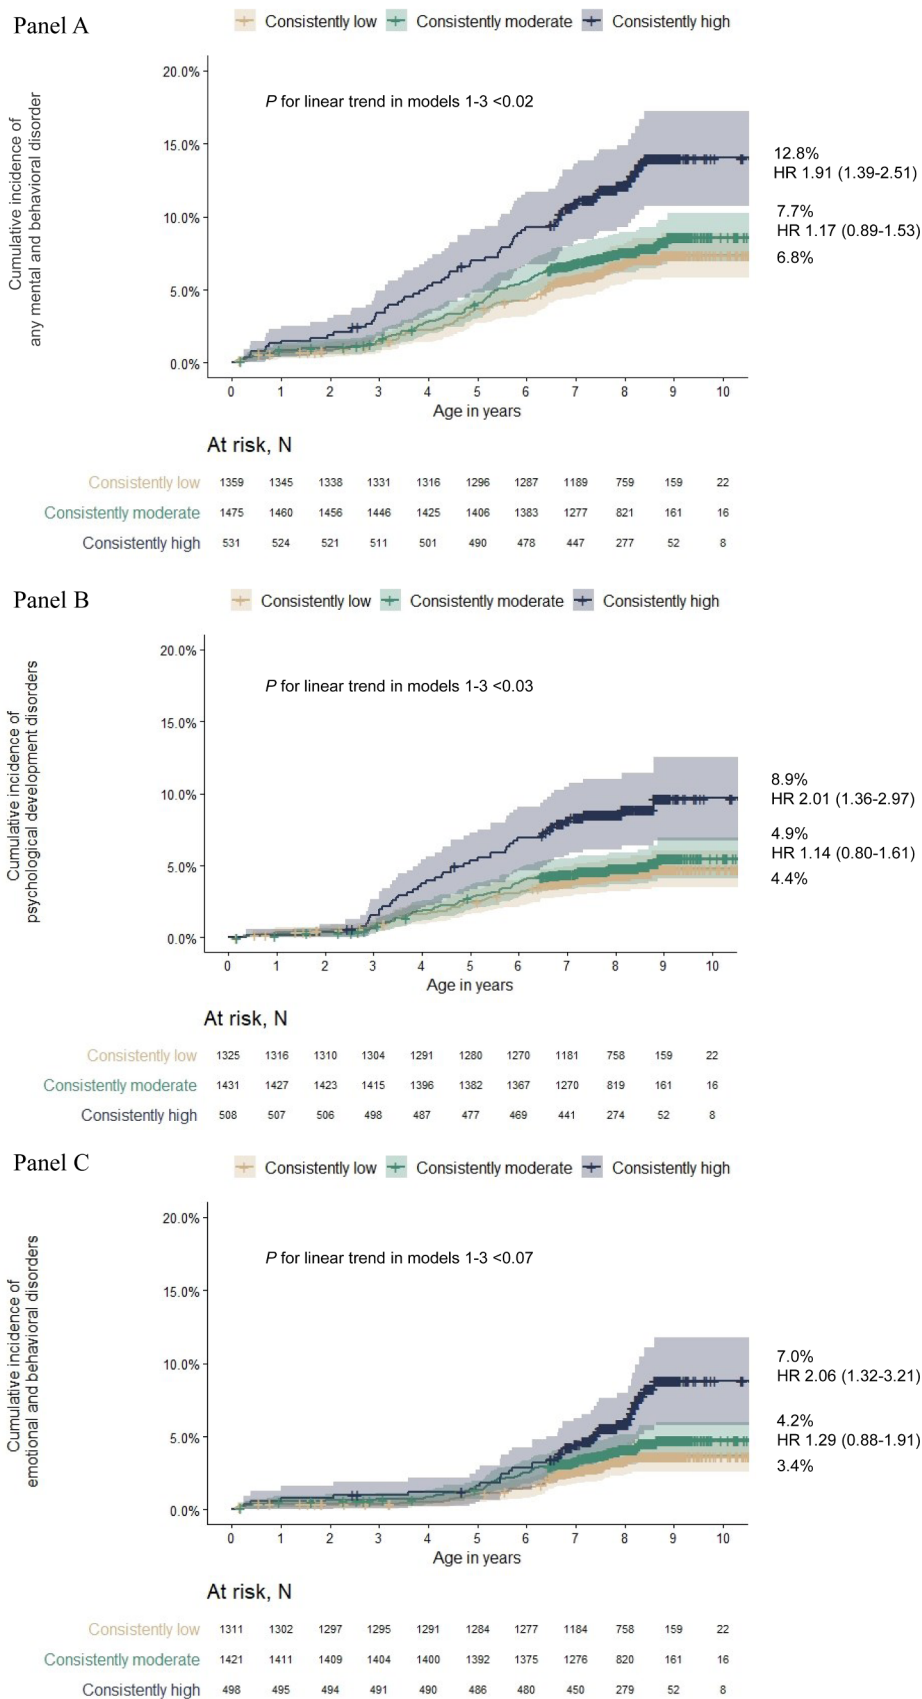 Panel A
Consistently low Consistently moderate Consistently high
Cumulative incidence of
any mental and behavioral disorder
20.0%
P for linear trend in models 1-3 <0.02
15.0%
12.8%
HR 1.91 (1.39-2.51)
10.0%
7.7%
HR 1.17 (0.89-1.53)
6.8%
5.0%
0.0%
0 1 2 3 4 5 6 7 8 9 10
Age in years
At risk, N
Consistently low 1359 1345 1338 1331 1316 1296 1287 1189 759 159 22
Consistently moderate 1475 1460 1456 1446 1425 1406 1383 1277 821 161 16
Consistently high 531 524 521 511 501 490 478 447 277 52 8
Panel B
Consistently low Consistently moderate Consistently high
Cumulative incidence of
psychological development disorders
20.0%
P for linear trend in models 1-3 <0.03
15.0%
10.0%
8.9%
HR 2.01 (1.36-2.97)
4.9%
HR 1.14 (0.80-1.61)
4.4%
5.0%
0.0%
0 1 2 3 4 5 6 7 8 9 10
Age in years
At risk, N
Consistently low 1325 1316 1310 1304 1291 1280 1270 1181 758 159 22
Consistently moderate 1431 1427 1423 1415 1396 1382 1367 1270 819 161 16
Consistently high 508 507 506 498 487 477 469 441 274 52 8
Panel C
Consistently low Consistently moderate Consistently high
Cumulative incidence of
emotional and behavioral disorders
20.0%
P for linear trend in models 1-3 <0.07
15.0%
10.0%
7.0%
HR 2.06 (1.32-3.21)
4.2%
HR 1.29 (0.88-1.91)
3.4%
5.0%
0.0%
0 1 2 3 4 5 6 7 8 9 10
Age in years
At risk, N
Consistently low 1311 1302 1297 1295 1291 1284 1277 1184 758 159 22
Consistently moderate 1421 1411 1409 1404 1400 1392 1375 1276 820 161 16
Consistently high 498 495 494 491 490 486 480 450 279 52 8